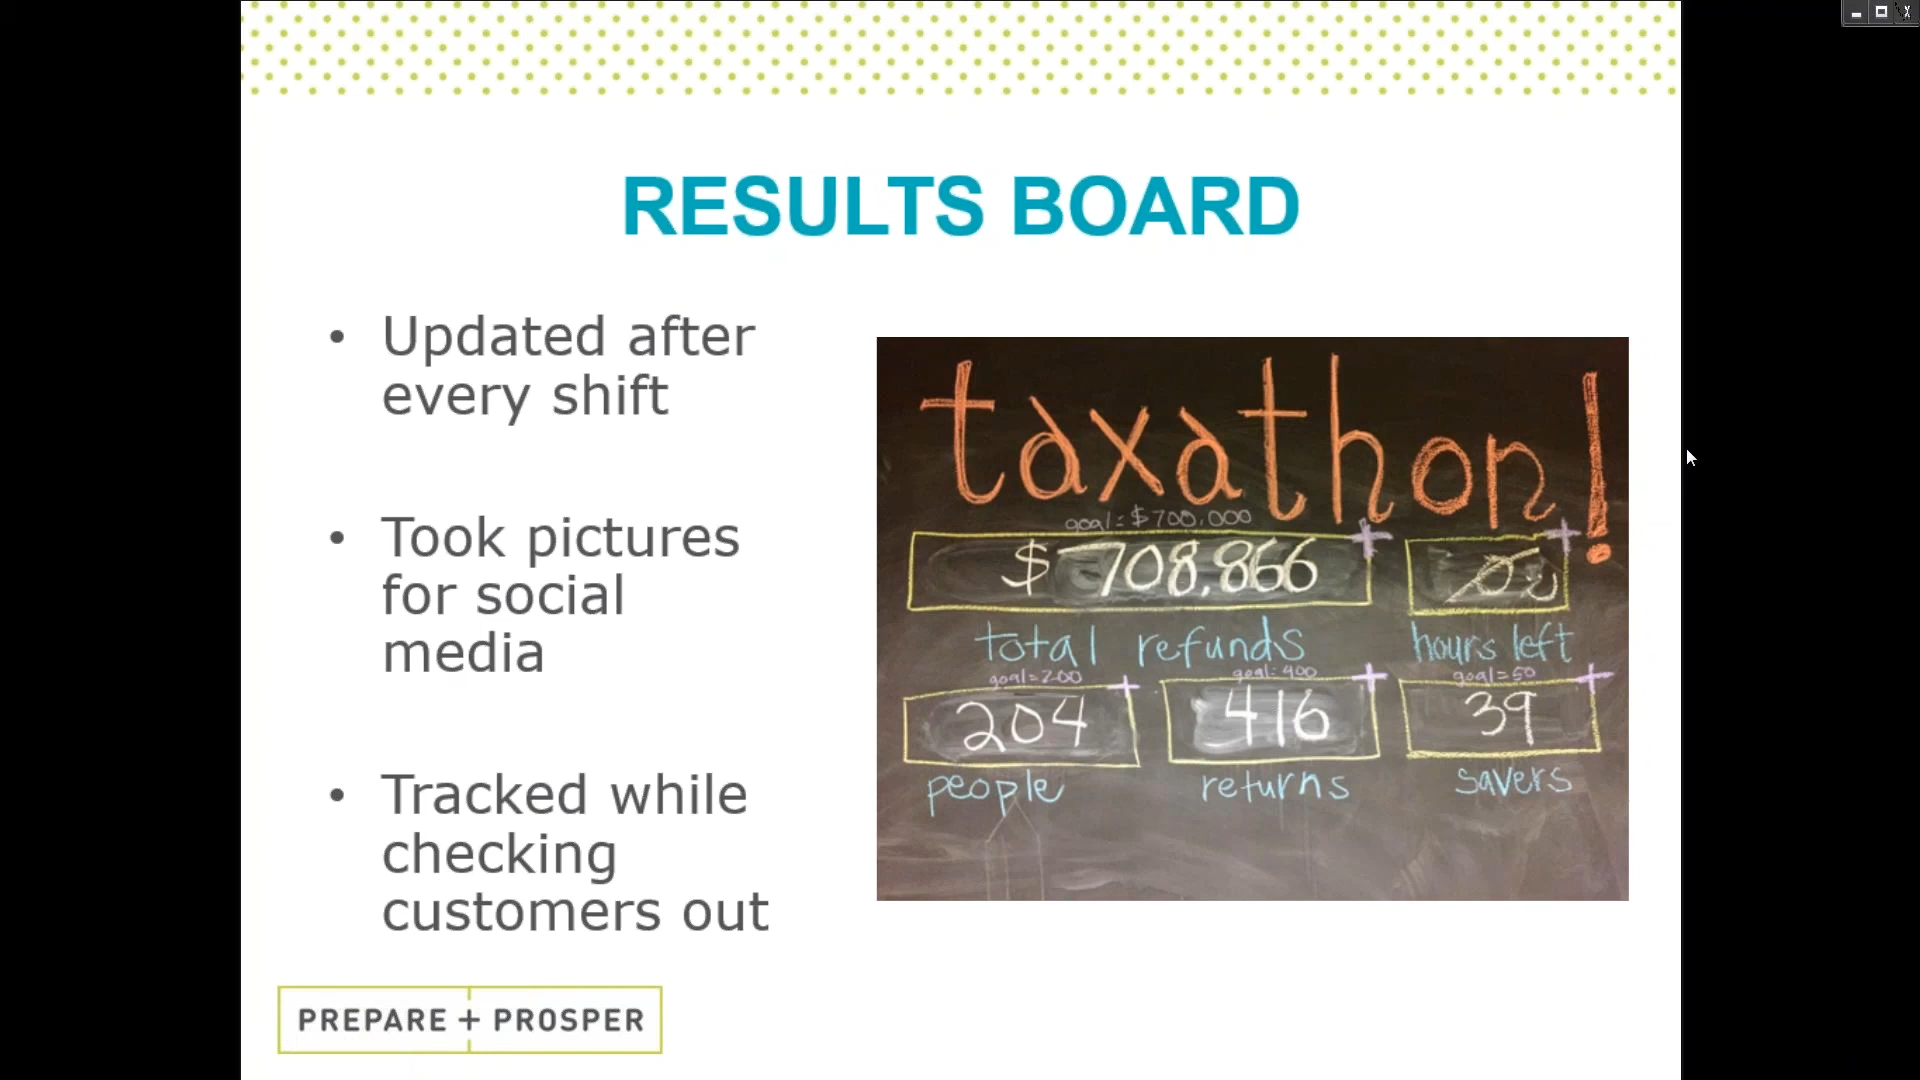 RESULTS BOARD
• Updated after
every shift
• Took pictures
for social
media
• Tracked while
checking
customers out
taxathon!
goal=$700,000
$708,866
total refunds
hours left
goal=200
goal=400
goal=50
204
416
39
people
returns
savers
PREPARE + PROSPER